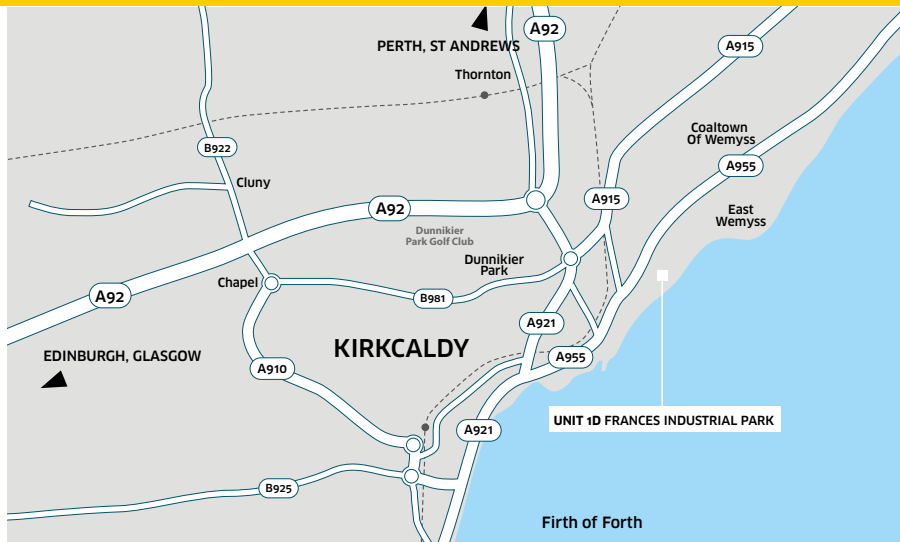 A92
PERTH, ST ANDREWS
A915
Thornton
Coaltown
Of Wemyss
B922
A955
Cluny
A915
A92
East
Wemyss
Dunnikier
Park Golf Club
Dunnikier
Park
Chapel
A92
B981
A921
KIRKCALDY
EDINBURGH, GLASGOW
A955
A910
UNIT 1D FRANCES INDUSTRIAL PARK
A921
B925
Firth of Forth